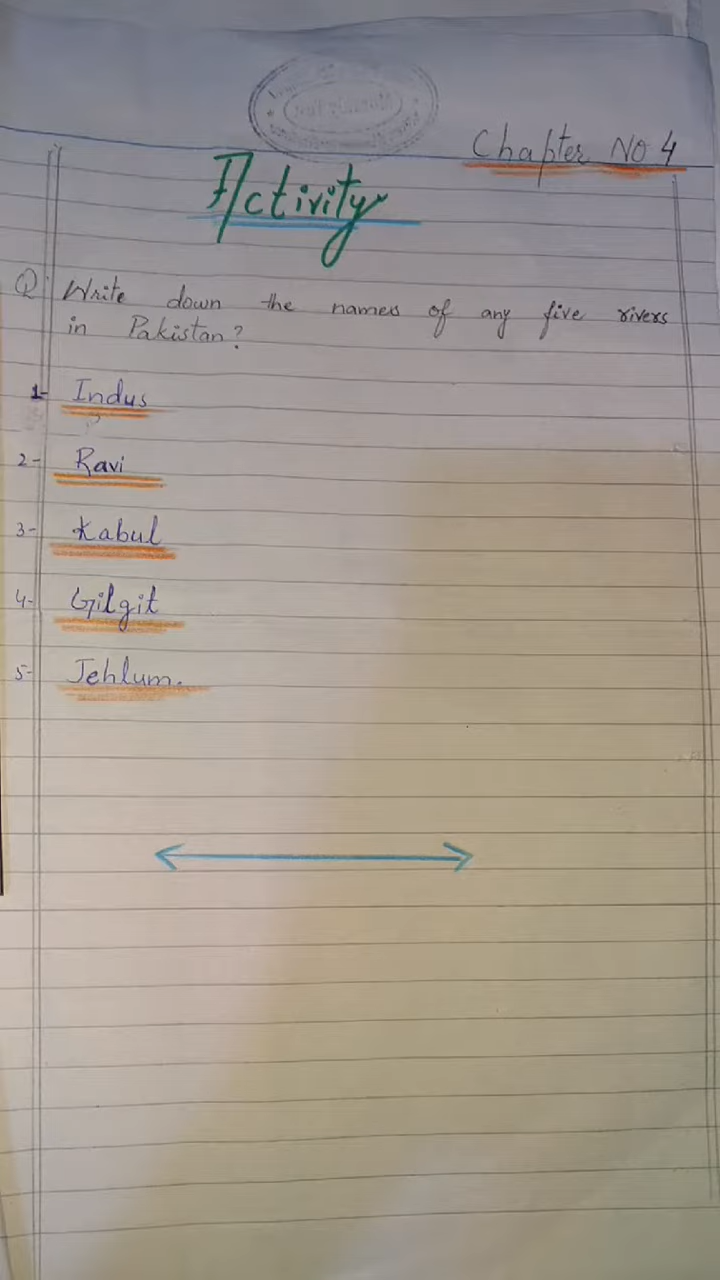 Chapter NO 4
Activity
Q: Write down the names of any five rivers
in Pakistan?
1- Indus
2- Ravi
3- Kabul
4- Gilgit
5- Jehlum.